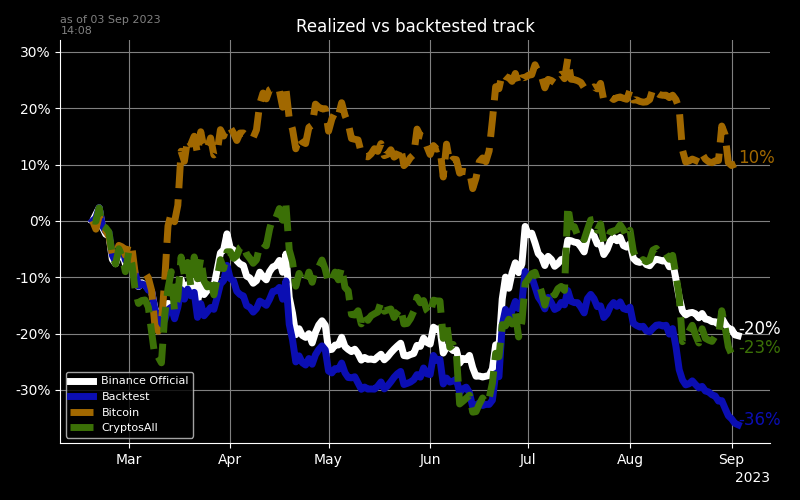 as of 03 Sep 2023
14:08
Realized vs backtested track
30%
20%
10%
0%
-10%
-20%
-30%
10%
-20%
-23%
-36%
Binance Official
Backtest
Bitcoin
CryptosAll
Mar Apr May Jun Jul Aug Sep
2023